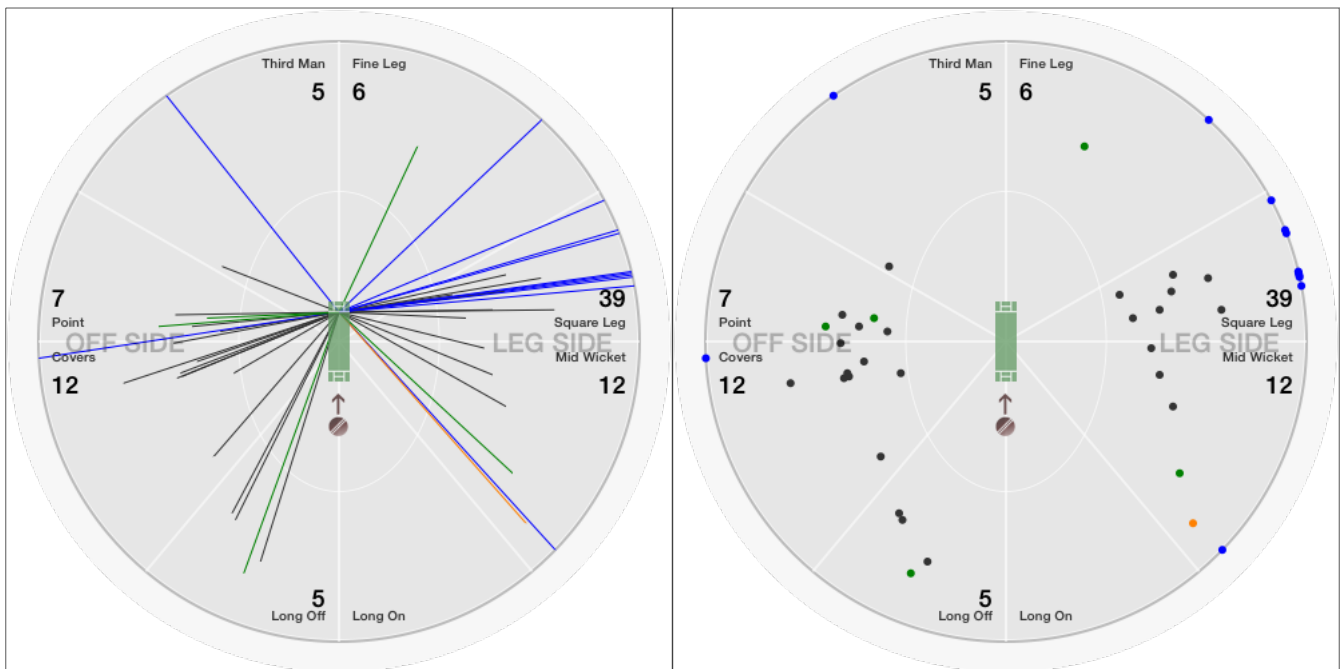 Third Man
Fine Leg
5
6
7
Point
OFF SIDE
Covers
12
39
Square Leg
LEG SIDE
Mid Wicket
12
5
Long Off
Long On
Third Man
Fine Leg
5
6
7
Point
OFF SIDE
Covers
12
39
Square Leg
LEG SIDE
Mid Wicket
12
5
Long Off
Long On